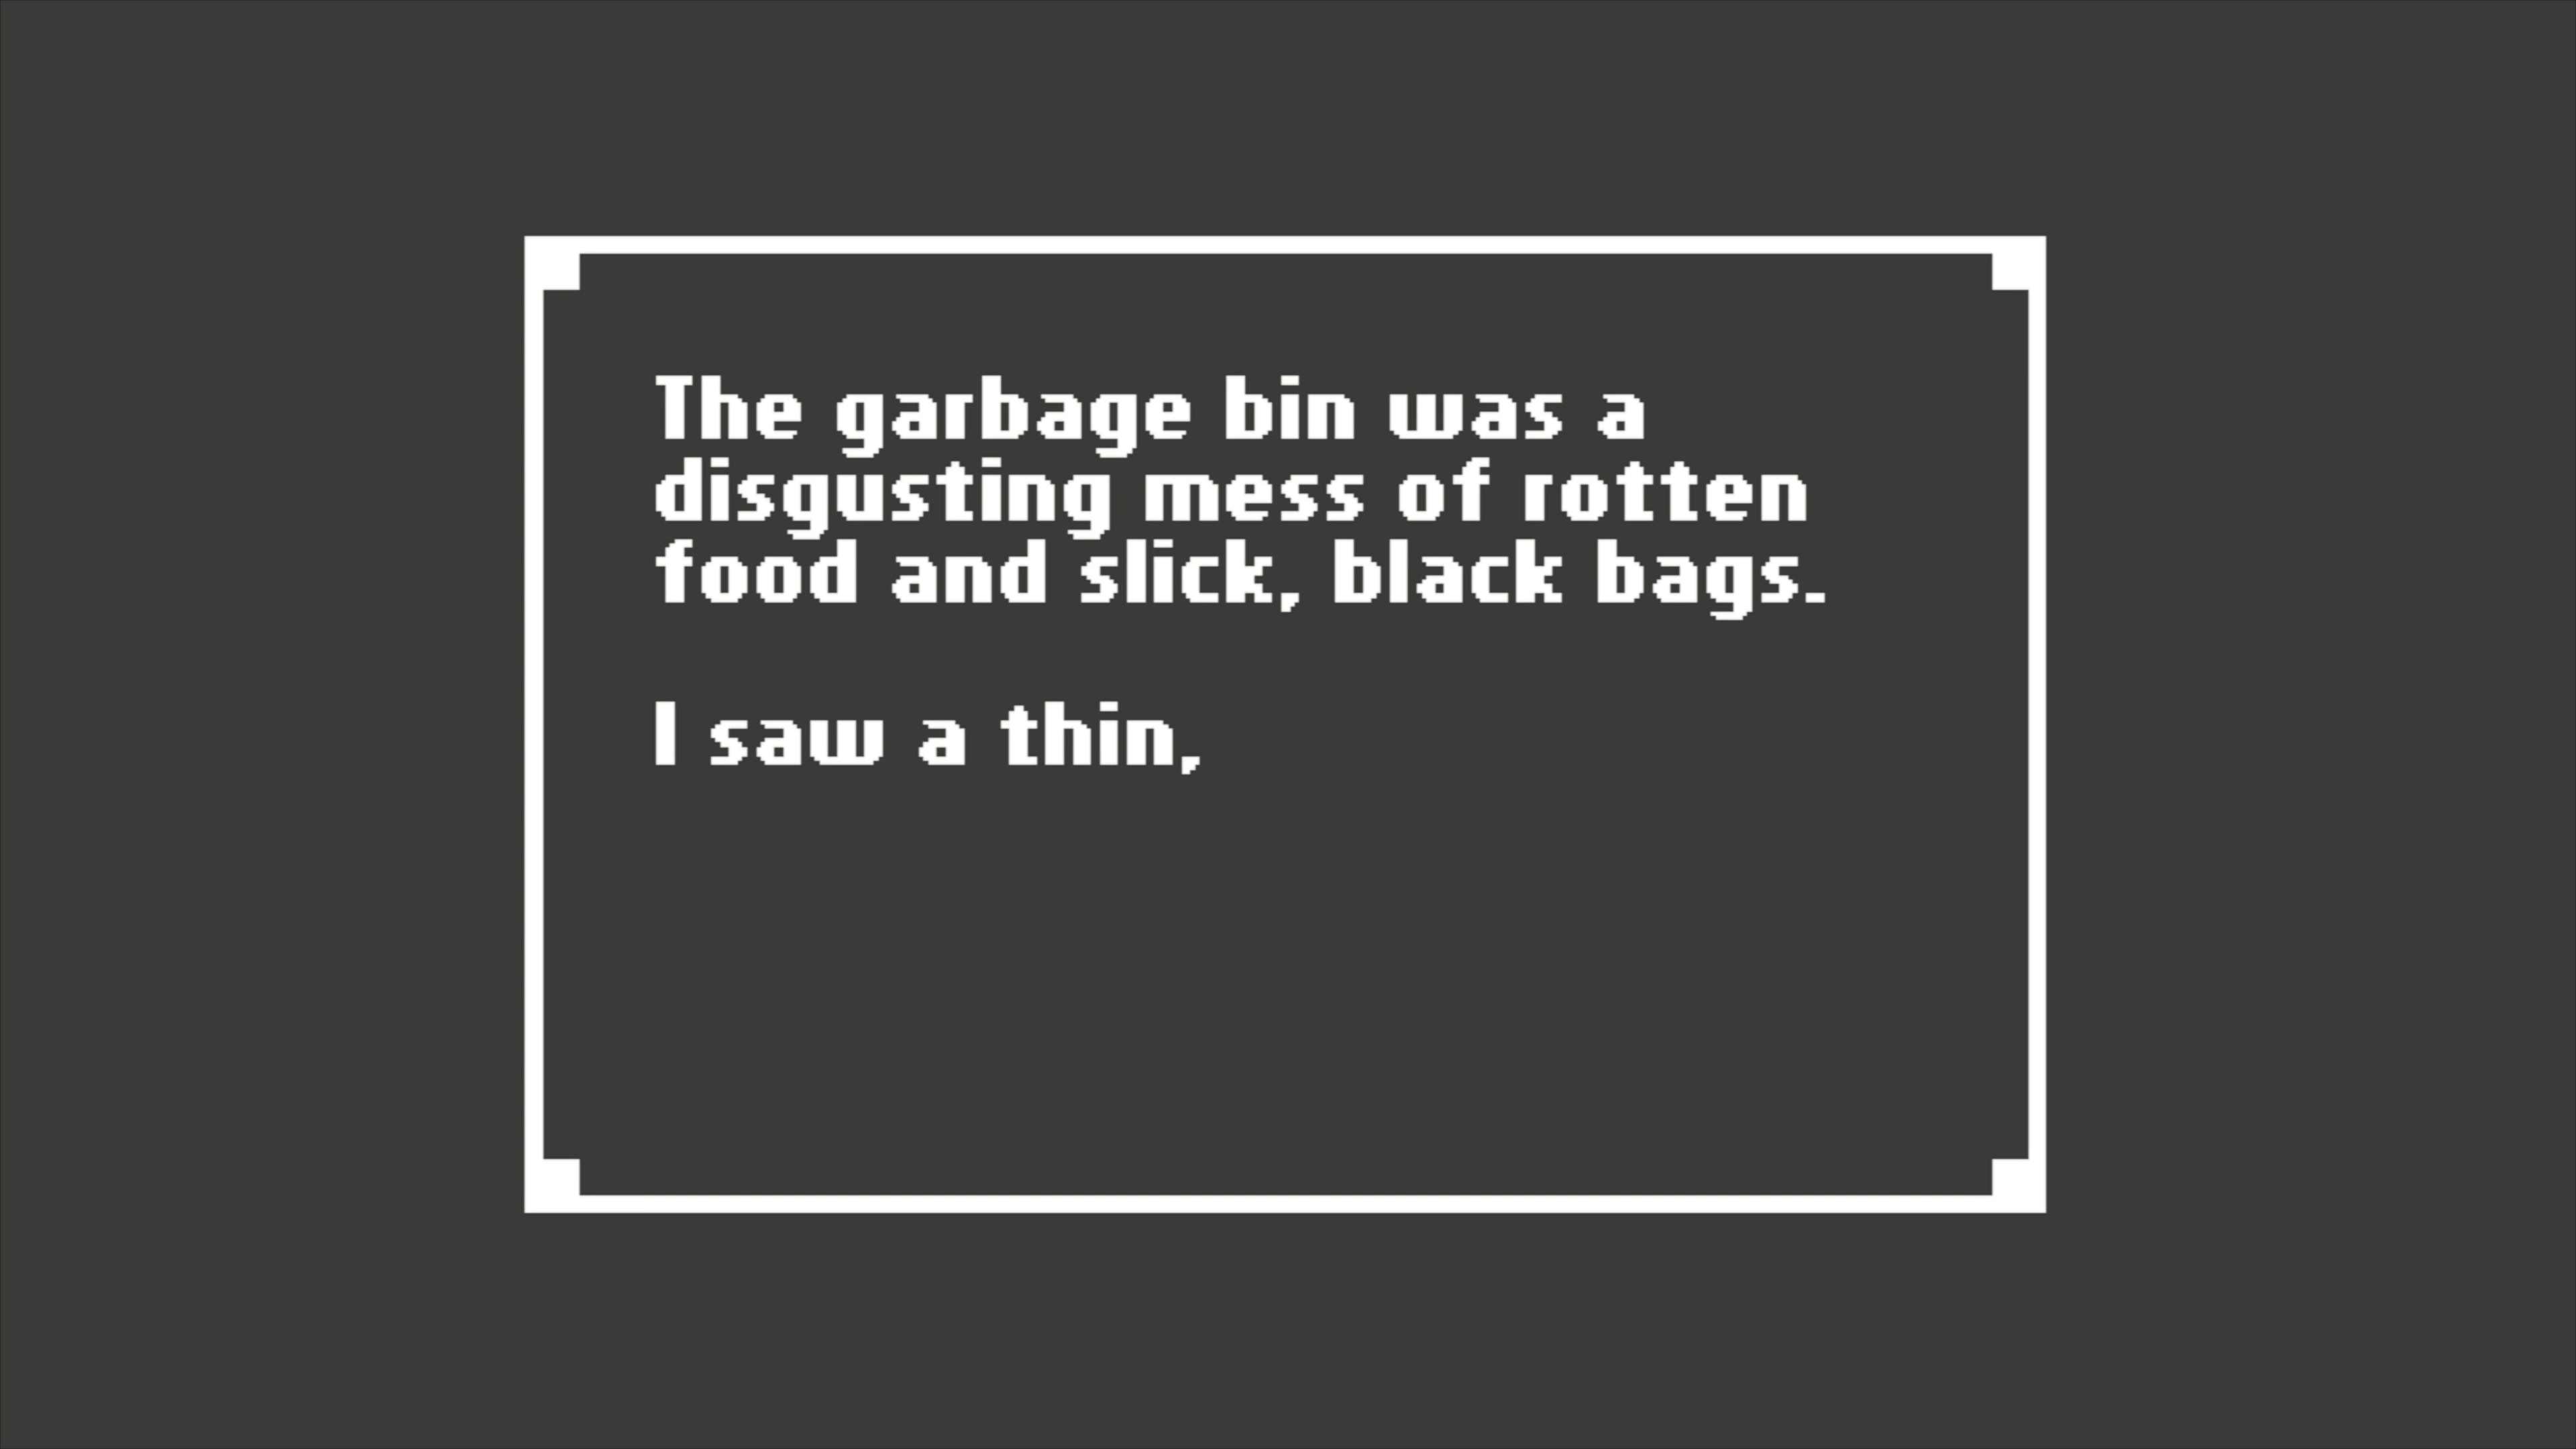 The garbage bin was a
disgusting mess of rotten
food and slick, black bags.
I saw a thin,